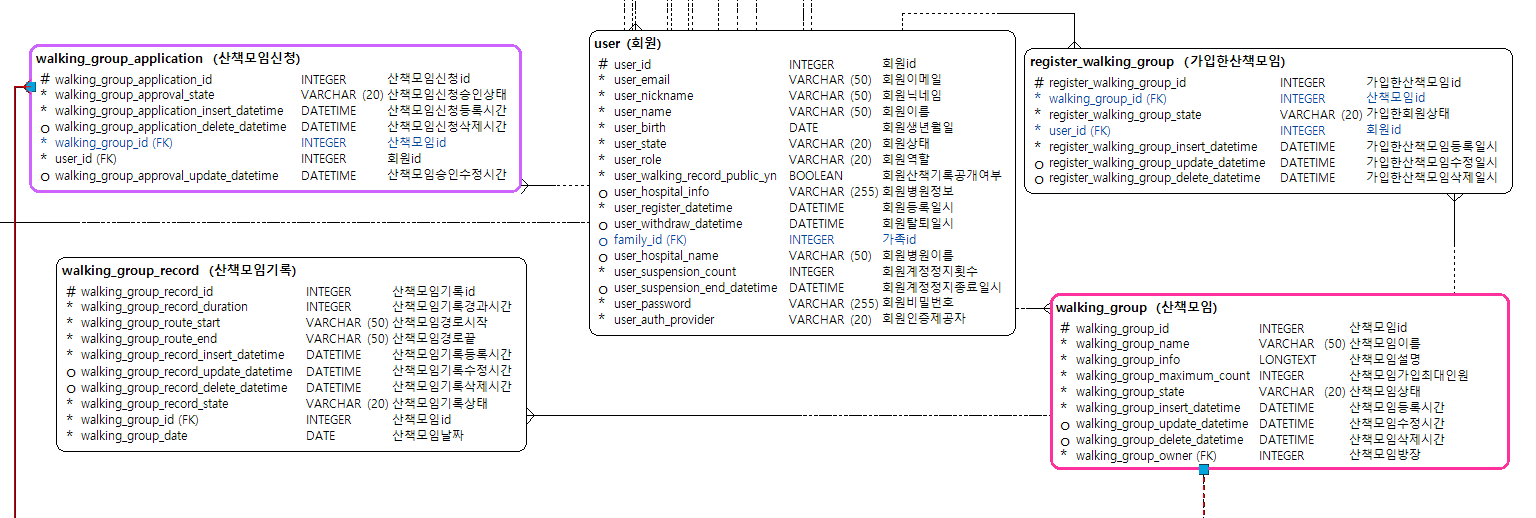 walking_group_application (산책모임신청)
# walking_group_application_id INTEGER 산책모임신청id
* walking_group_approval_state VARCHAR (20) 산책모임신청승인상태
* walking_group_application_insert_datetime DATETIME 산책모임신청등록시간
o walking_group_application_delete_datetime DATETIME 산책모임신청삭제시간
* walking_group_id (FK) INTEGER 산책모임id
* user_id (FK) INTEGER 회원id
o walking_group_approval_update_datetime DATETIME 산책모임승인수정시간
user (회원)
# user_id INTEGER 회원id
* user_email VARCHAR (50) 회원이메일
* user_nickname VARCHAR (50) 회원닉네임
* user_name VARCHAR (50) 회원이름
* user_birth DATE 회원생년월일
* user_state VARCHAR (20) 회원상태
* user_role VARCHAR (20) 회원역할
* user_walking_record_public_yn BOOLEAN 회원산책기록공개여부
o user_hospital_info VARCHAR (255) 회원병원정보
* user_register_datetime DATETIME 회원등록일시
o user_withdraw_datetime DATETIME 회원탈퇴일시
o family_id (FK) INTEGER 가족id
o user_hospital_name VARCHAR (50) 회원병원이름
* user_suspension_count INTEGER 회원계정정지횟수
o user_suspension_end_datetime DATETIME 회원계정정지종료일시
* user_password VARCHAR (255) 회원비밀번호
* user_auth_provider VARCHAR (20) 회원인증제공자
register_walking_group (가입한산책모임)
# register_walking_group_id INTEGER 가입한산책모임id
* walking_group_id (FK) INTEGER 산책모임id
* register_walking_group_state VARCHAR (20) 가입한회원상태
* user_id (FK) INTEGER 회원id
* register_walking_group_insert_datetime DATETIME 가입한산책모임등록일시
o register_walking_group_update_datetime DATETIME 가입한산책모임수정일시
o register_walking_group_delete_datetime DATETIME 가입한산책모임삭제일시
walking_group_record (산책모임기록)
# walking_group_record_id INTEGER 산책모임기록id
* walking_group_record_duration INTEGER 산책모임기록경과시간
* walking_group_route_start VARCHAR (50) 산책모임경로시작
* walking_group_route_end VARCHAR (50) 산책모임경로끝
* walking_group_record_insert_datetime DATETIME 산책모임기록등록시간
o walking_group_record_update_datetime DATETIME 산책모임기록수정시간
o walking_group_record_delete_datetime DATETIME 산책모임기록삭제시간
* walking_group_record_state VARCHAR (20) 산책모임기록상태
* walking_group_id (FK) INTEGER 산책모임id
* walking_group_date DATE 산책모임날짜
walking_group (산책모임)
# walking_group_id INTEGER 산책모임id
* walking_group_name VARCHAR (50) 산책모임이름
* walking_group_info LONGTEXT 산책모임설명
* walking_group_maximum_count INTEGER 산책모임가입최대인원
* walking_group_state VARCHAR (20) 산책모임상태
* walking_group_insert_datetime DATETIME 산책모임등록시간
o walking_group_update_datetime DATETIME 산책모임수정시간
o walking_group_delete_datetime DATETIME 산책모임삭제시간
* walking_group_owner (FK) INTEGER 산책모임방장